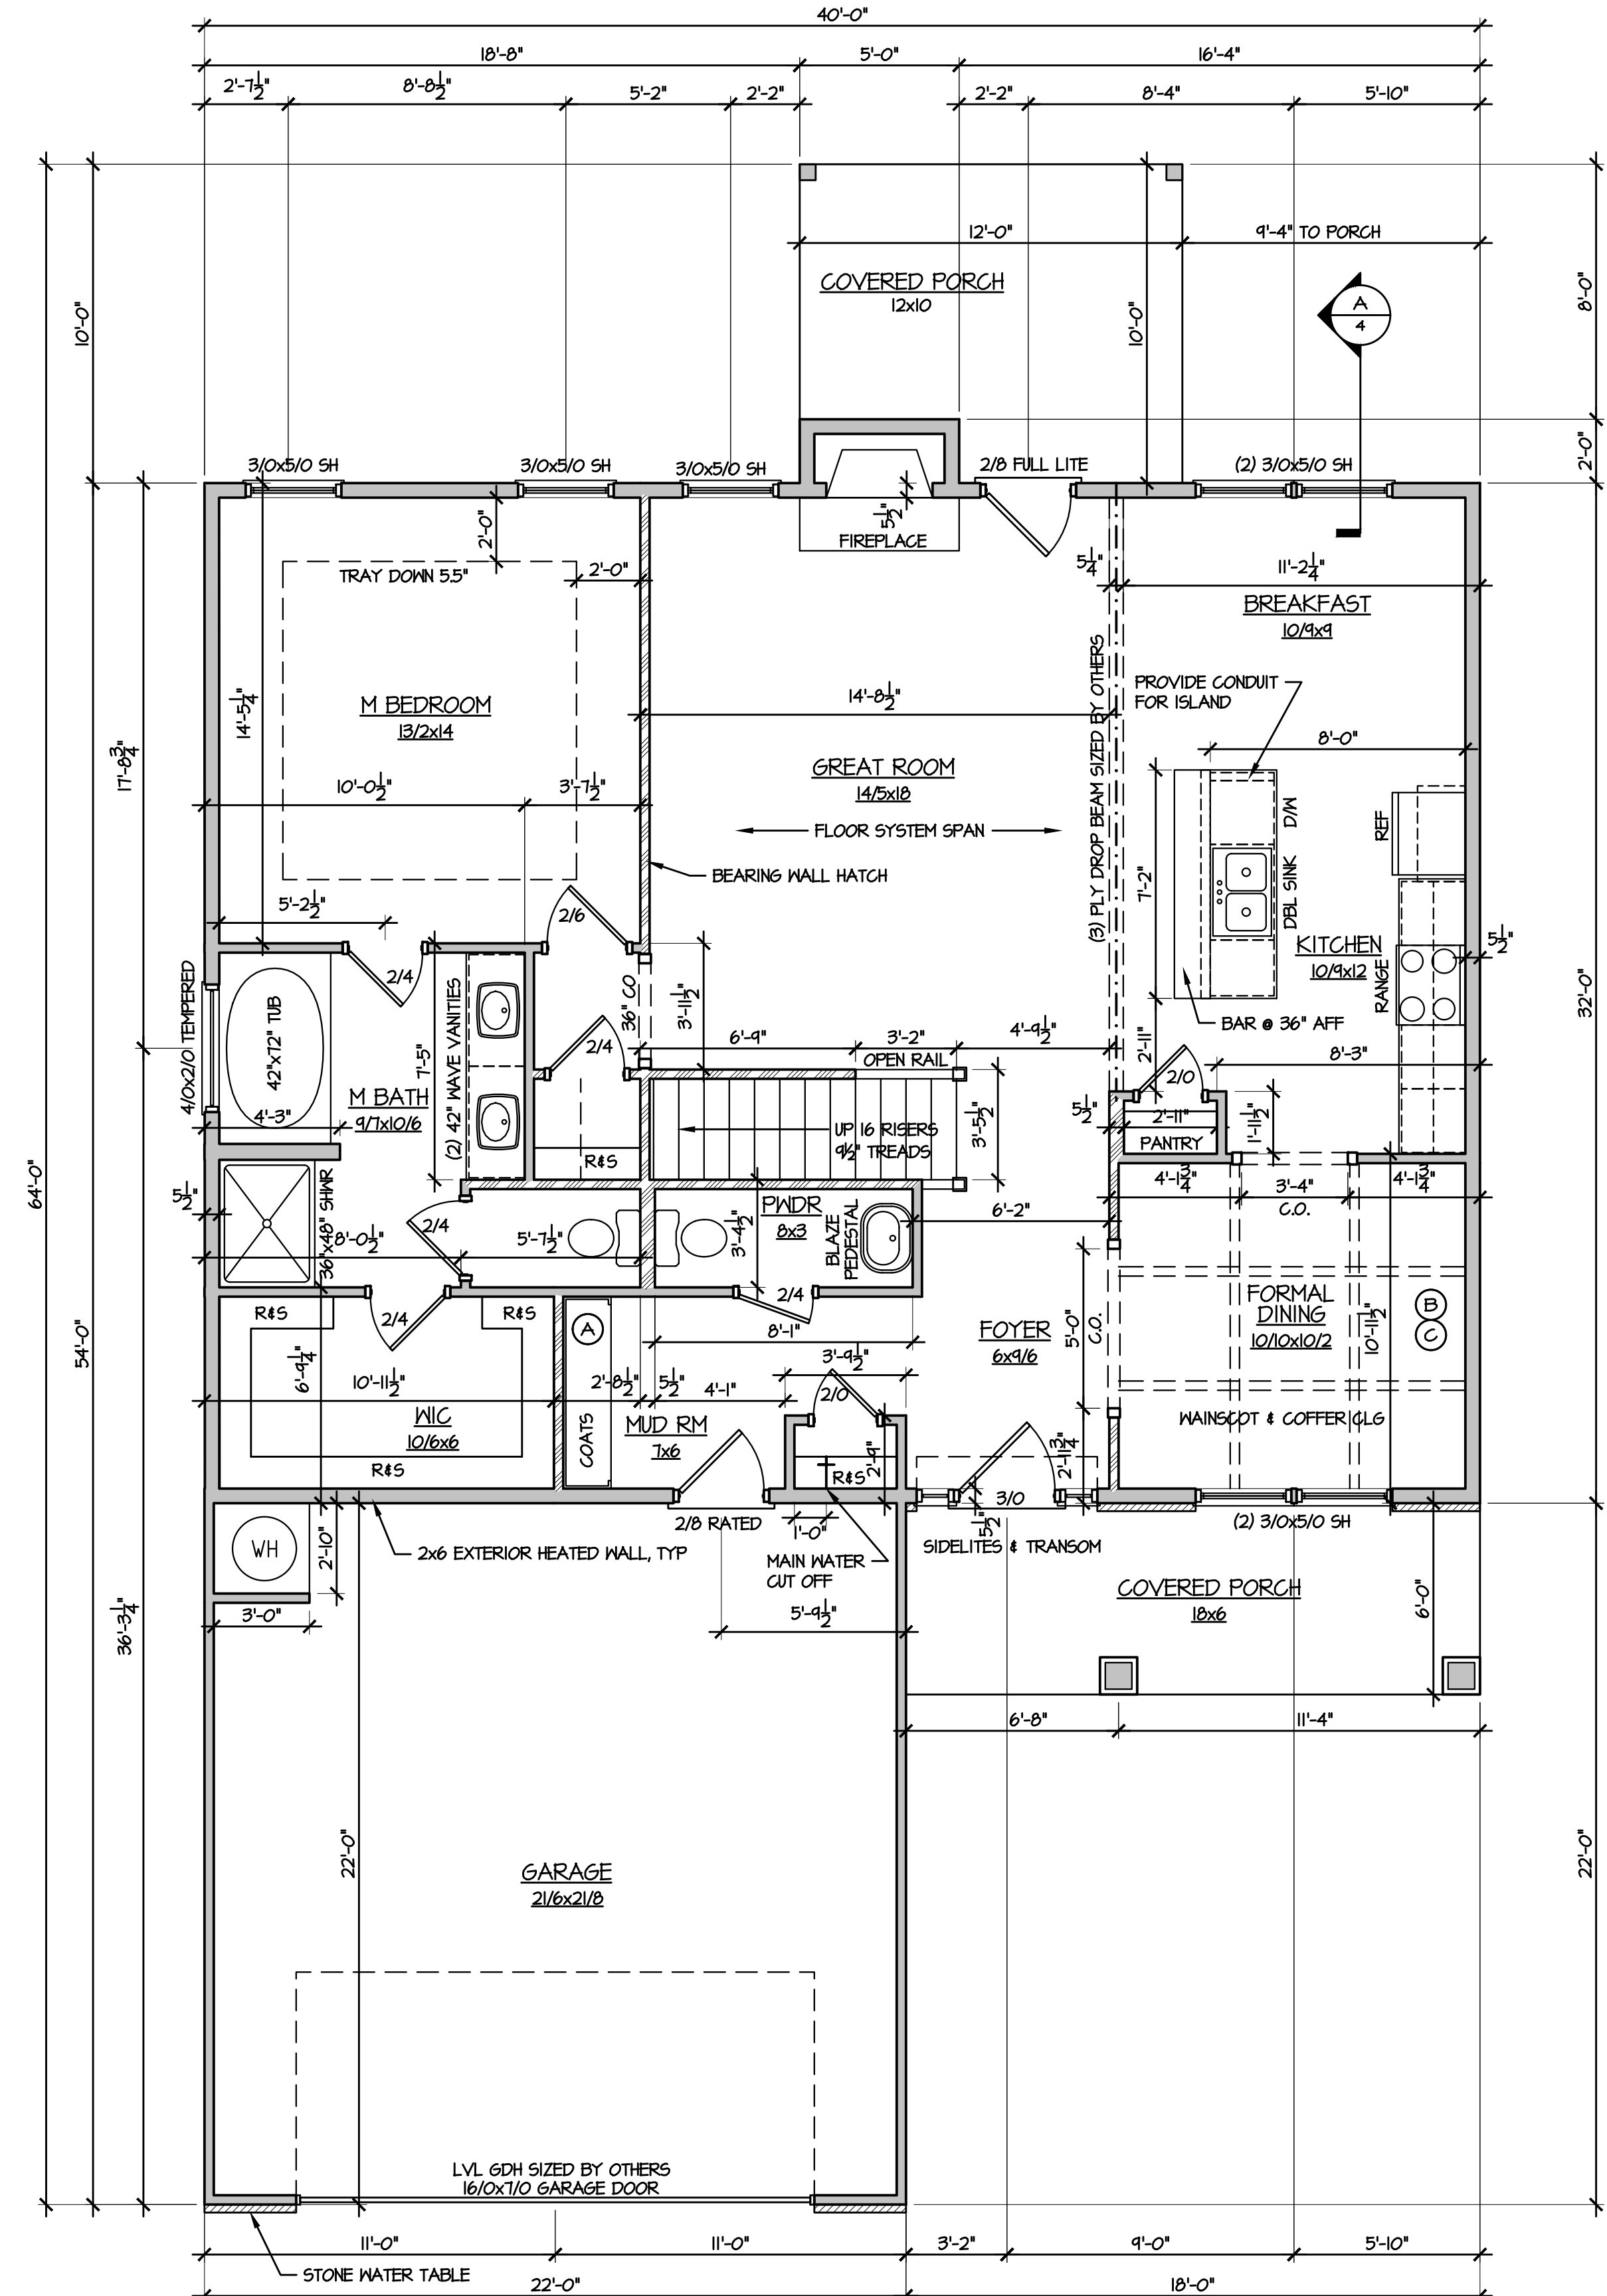 40'-0"
18'-8"
5'-0"
16'-4"
2'-7 1/2"
8'-8 1/2"
5'-2"
2'-2"
2'-2"
8'-4"
5'-10"
12'-0"
9'-4" TO PORCH
COVERED PORCH
12x10
10'-0"
10'-0"
8'-0"
2'-0"
A
4
3/0x5/0 SH
3/0x5/0 SH
3/0x5/0 SH
2/8 FULL LITE
(2) 3/0x5/0 SH
2'-0"
5 1/2"
FIREPLACE
TRAY DOWN 5.5"
2'-0"
5 1/4"
11'-2 1/4"
BREAKFAST
10/9x9
PROVIDE CONDUIT
FOR ISLAND
M BEDROOM
13/2x14
14'-5 1/4"
17'-8 3/4"
14'-8 1/2"
(3) PLY DROP BEAM SIZED BY OTHERS
8'-0"
GREAT ROOM
14/5x18
10'-0 1/2"
3'-7 1/2"
FLOOR SYSTEM SPAN
BEARING WALL HATCH
D/W
REF
7'-2"
DBL SINK
5'-2 1/2"
2/6
2/4
KITCHEN
10/9x12
RANGE
5 1/2"
32'-0"
4/0x2/0 TEMPERED
42"x72" TUB
7'-5"
(2) 42" WAVE VANITIES
36" CO
3'-11 1/2"
BAR @ 36" AFF
2/4
6'-9"
3'-2"
4'-9 1/2"
OPEN RAIL
2'-11"
2/0
8'-3"
M BATH
9/7x10/6
4'-3"
UP 16 RISERS
9 1/2" TREADS
3'-5 1/2"
5 1/2"
2'-11"
PANTRY
1'-11 1/2"
R&S
64'-0"
5 1/2"
36"x48" SHWR
8'-0 1/2"
2/4
5'-7 1/2"
PWDR
8x3
3'-4 1/2"
BLAZE
PEDESTAL
6'-2"
4'-1 3/4"
3'-4"
C.O.
4'-1 3/4"
2/4
R&S
2/4
R&S
A
8'-1"
FOYER
6x9/6
5'-0"
C.O.
FORMAL
DINING
10/10x10/2
10'-11 1/2"
B
C
54'-0"
6'-9 1/4"
10'-11 1/2"
2'-8 1/2"
5 1/2"
4'-1"
3'-9 1/2"
2/0
WIC
10/6x6
R&S
COATS
MUD RM
7x6
2'-9"
R&S
2'-11 3/4"
WAINSCOT & COFFER CLG
3/0
5 1/2"
2/8 RATED
1'-0"
SIDELITES & TRANSOM
(2) 3/0x5/0 SH
WH
2'-10"
2x6 EXTERIOR HEATED WALL, TYP
MAIN WATER
CUT OFF
COVERED PORCH
18x6
6'-0"
3'-0"
5'-9 1/2"
36'-3 1/4"
6'-8"
11'-4"
22'-0"
GARAGE
21/6x21/8
22'-0"
LVL GDH SIZED BY OTHERS
16/0x7/0 GARAGE DOOR
11'-0"
11'-0"
3'-2"
9'-0"
5'-10"
STONE WATER TABLE
22'-0"
18'-0"